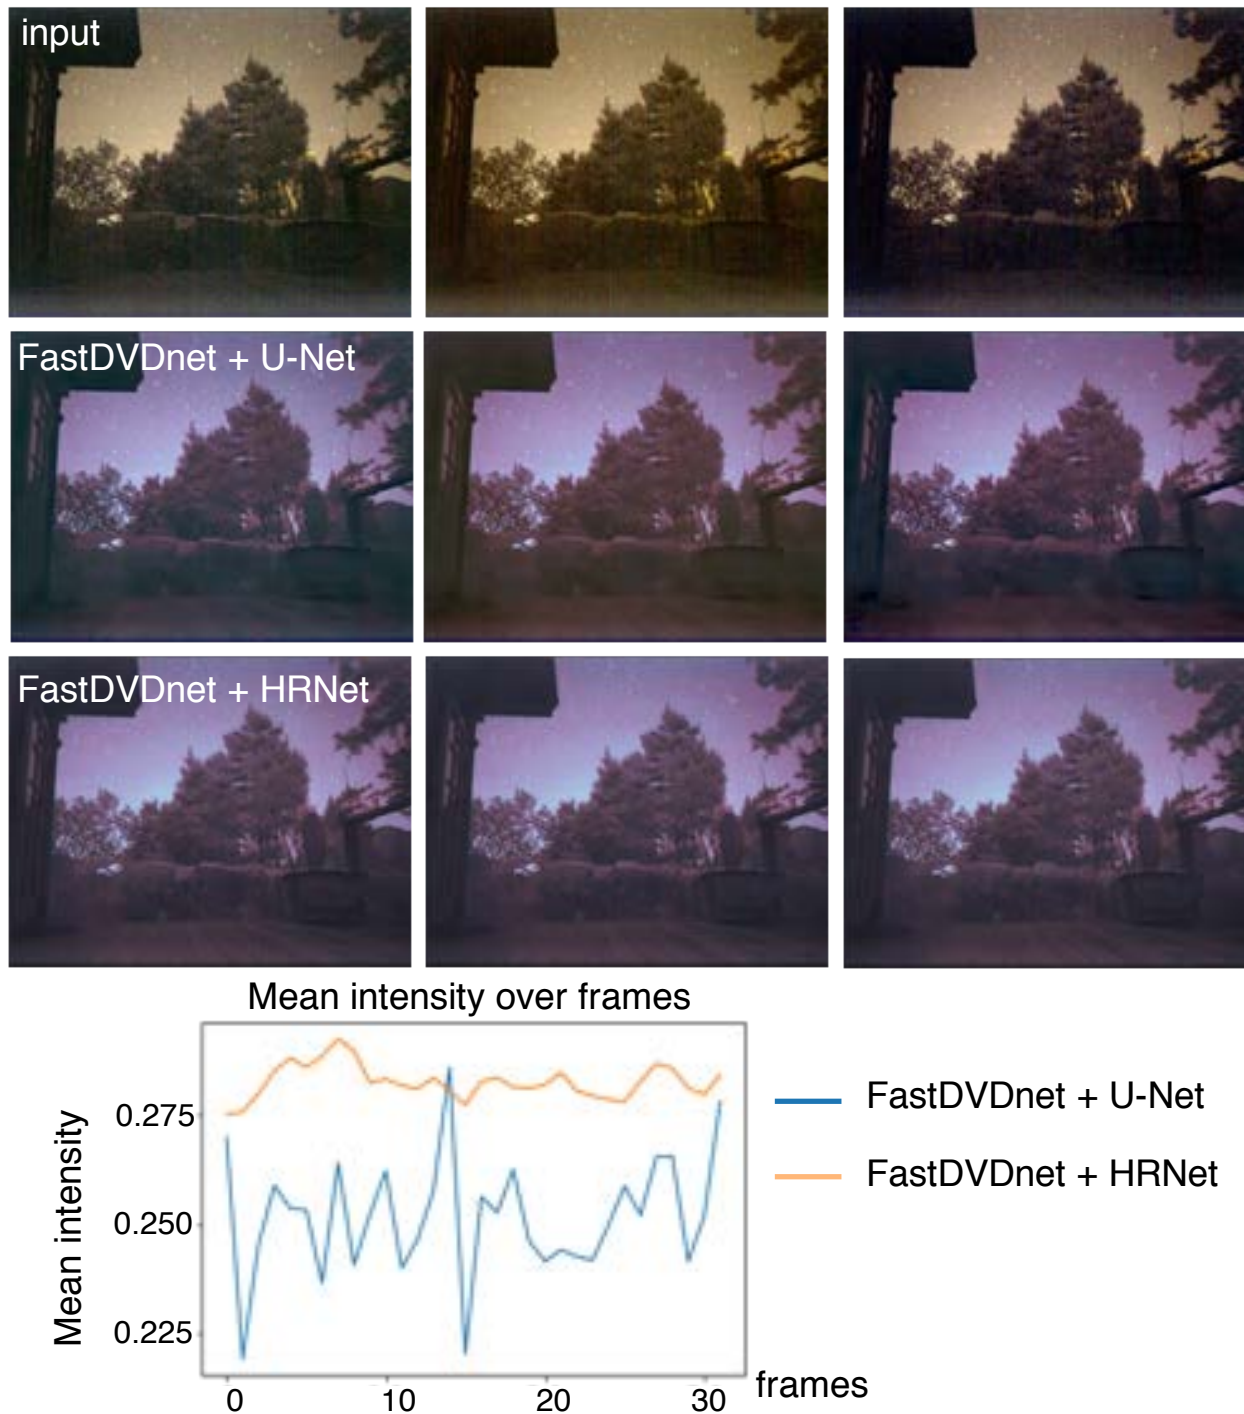 input
FastDVDnet + U-Net
FastDVDnet + HRNet
Mean intensity over frames
Mean intensity
0.275
0.250
0.225
0
10
20
30
frames
FastDVDnet + U-Net
FastDVDnet + HRNet